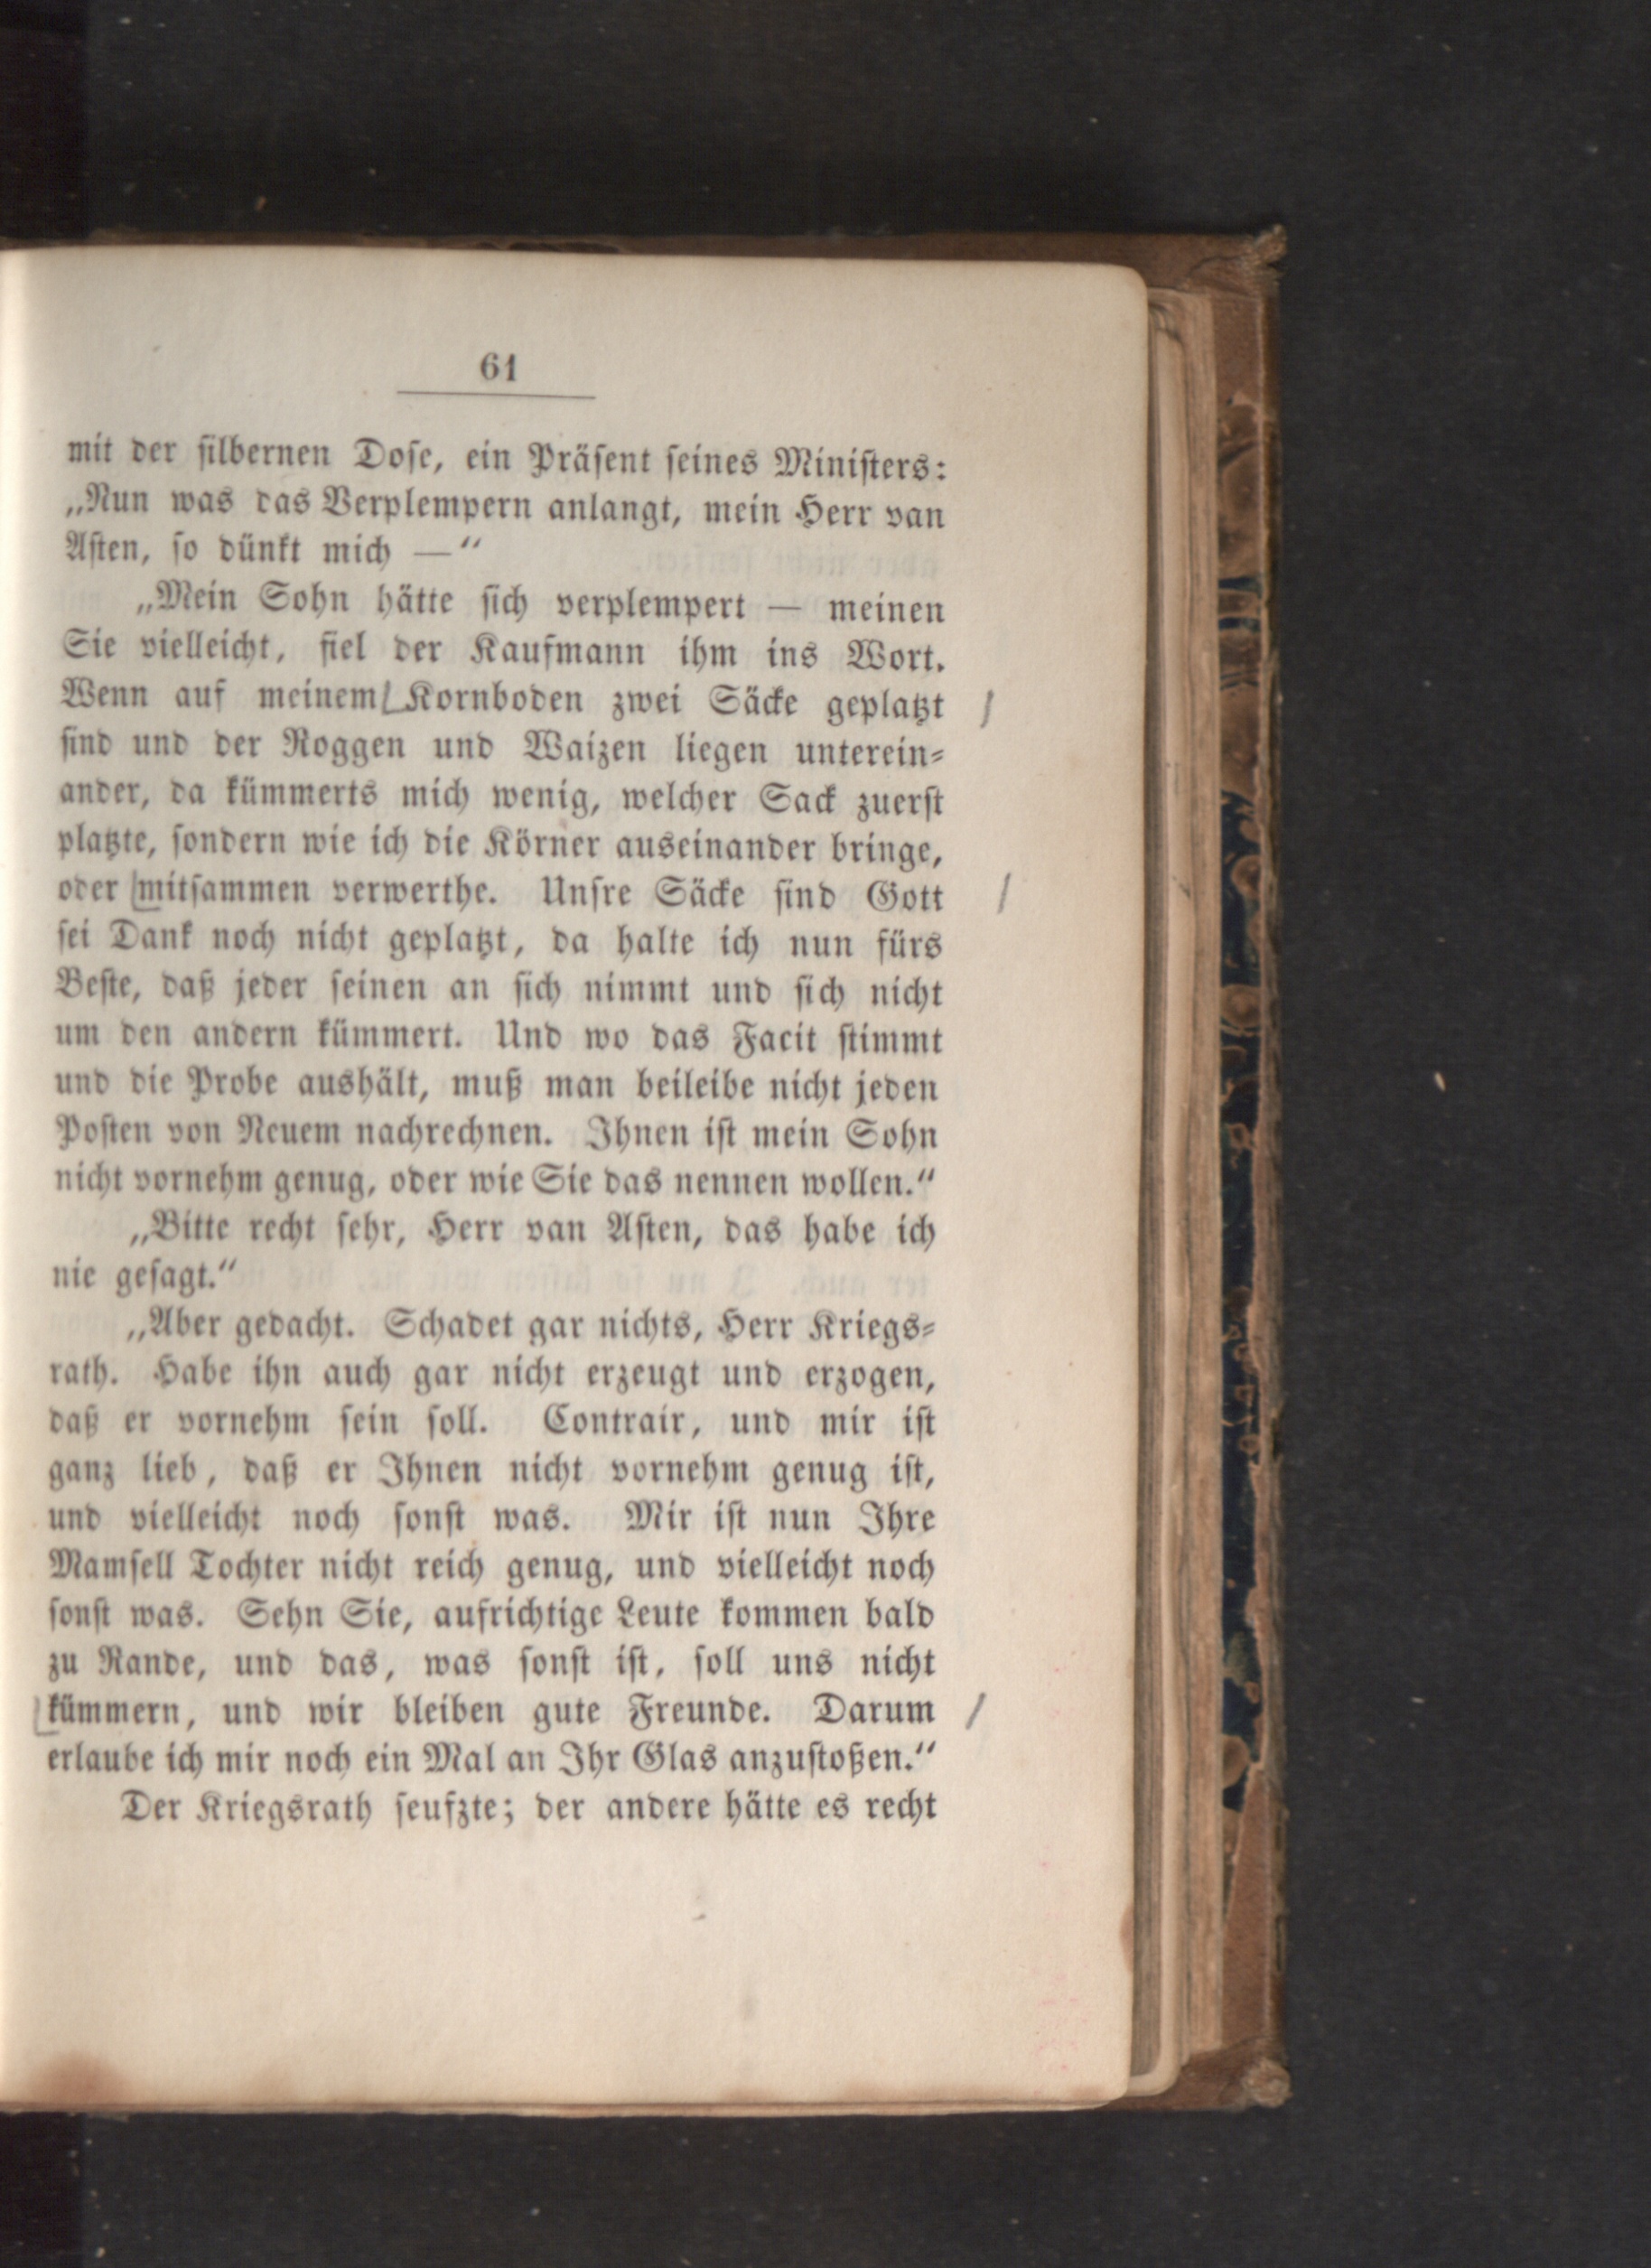 61
mit der silbernen Dose, ein Präsent seines Ministers:
„Nun was das Verplempern anlangt, mein Herr van
Asten, so dünkt mich —“
„Mein Sohn hätte sich verplempert — meinen
Sie vielleicht, fiel der Kaufmann ihm ins Wort.
Wenn auf meinem Kornboden zwei Säcke geplatzt
sind und der Roggen und Waizen liegen unterein-
ander, da kümmerts mich wenig, welcher Sack zuerst
platzte, sondern wie ich die Körner auseinander bringe,
oder mitsammen verwerthe. Unsre Säcke sind Gott
sei Dank noch nicht geplatzt, da halte ich nun fürs
Beste, daß jeder seinen an sich nimmt und sich nicht
um den andern kümmert. Und wo das Facit stimmt
und die Probe aushält, muß man beileibe nicht jeden
Posten von Neuem nachrechnen. Ihnen ist mein Sohn
nicht vornehm genug, oder wie Sie das nennen wollen.“
„Bitte recht sehr, Herr van Asten, das habe ich
nie gesagt.“
„Aber gedacht. Schadet gar nichts, Herr Kriegs-
rath. Habe ihn auch gar nicht erzeugt und erzogen,
daß er vornehm sein soll. Contrair, und mir ist
ganz lieb, daß er Ihnen nicht vornehm genug ist,
und vielleicht noch sonst was. Mir ist nun Ihre
Mamsell Tochter nicht reich genug, und vielleicht noch
sonst was. Sehn Sie, aufrichtige Leute kommen bald
zu Rande, und das, was sonst ist, soll uns nicht
kümmern, und wir bleiben gute Freunde. Darum
erlaube ich mir noch ein Mal an Ihr Glas anzustoßen.“
Der Kriegsrath seufzte; der andere hätte es recht